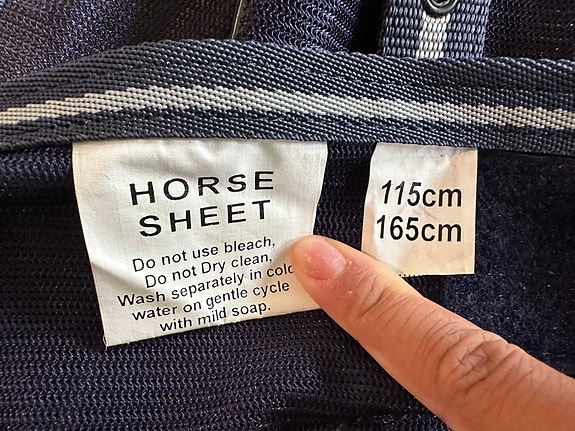 HORSE
SHEET
Do not use bleach,
Do not Dry clean,
Wash separately in cold
water on gentle cycle
with mild soap.
115cm
165cm